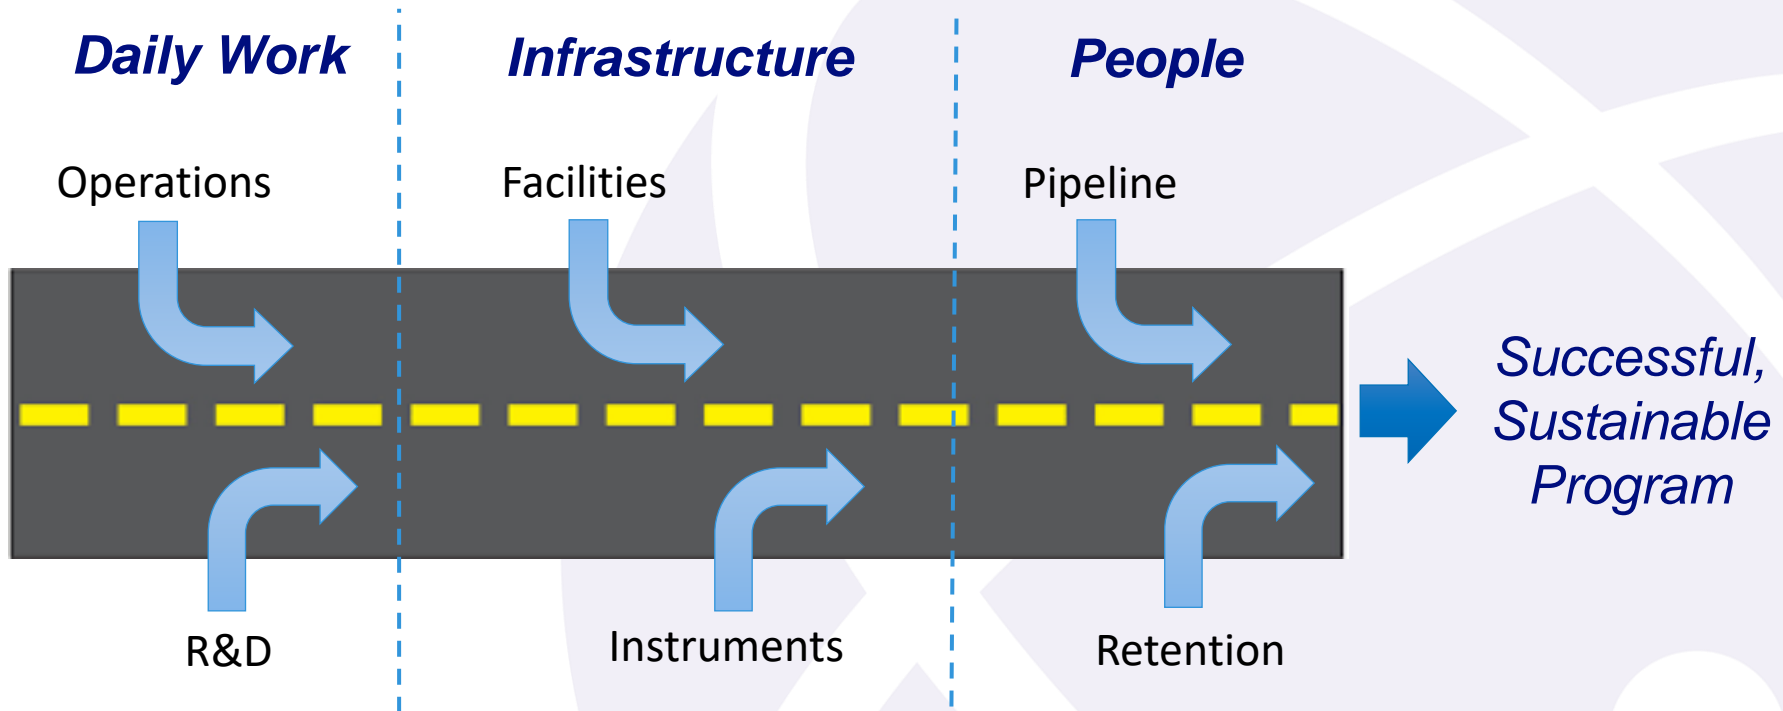 Daily Work
Infrastructure
People
Operations
Facilities
Pipeline
Successful,
Sustainable
Program
R&D
Instruments
Retention